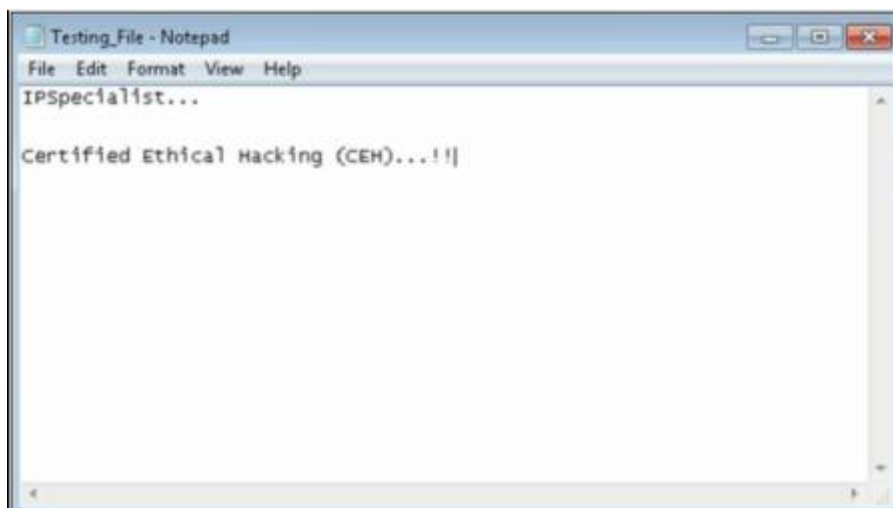 Testing_File - Notepad
File Edit Format View Help
IPSpecialist...
Certified Ethical Hacking (CEH)...!!